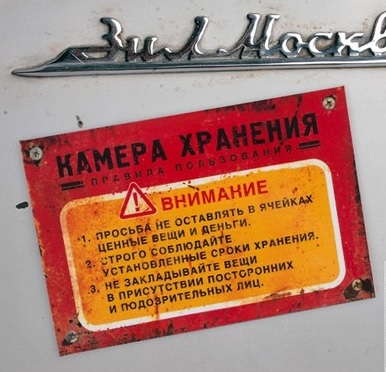 ЗиЛ Москв
КАМЕРА ХРАНЕНИЯ
ПРАВИЛА ПОЛЬЗОВАНИЯ
ВНИМАНИЕ
1. ПРОСЬБА НЕ ОСТАВЛЯТЬ В ЯЧЕЙКАХ
ЦЕННЫЕ ВЕЩИ И ДЕНЬГИ.
2. СТРОГО СОБЛЮДАЙТЕ
УСТАНОВЛЕННЫЕ СРОКИ ХРАНЕНИЯ.
3. НЕ ЗАКЛАДЫВАЙТЕ ВЕЩИ
В ПРИСУТСТВИИ ПОСТОРОННИХ
И ПОДОЗРИТЕЛЬНЫХ ЛИЦ.